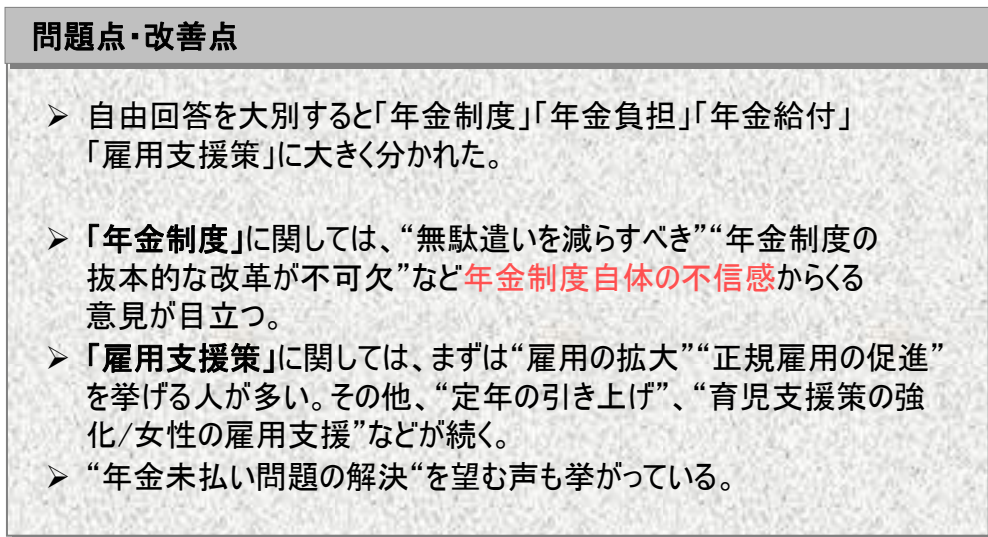 問題点・改善点
➢ 自由回答を大別すると「年金制度」「年金負担」「年金給付」
「雇用支援策」に大きく分かれた。
➢ 「年金制度」に関しては、“無駄遣いを減らすべき”“年金制度の
抜本的な改革が不可欠”など年金制度自体の不信感からくる
意見が目立つ。
➢ 「雇用支援策」に関しては、まずは“雇用の拡大”“正規雇用の促進”
を挙げる人が多い。その他、“定年の引き上げ”、“育児支援策の強
化/女性の雇用支援”などが続く。
➢ “年金未払い問題の解決“を望む声も挙がっている。